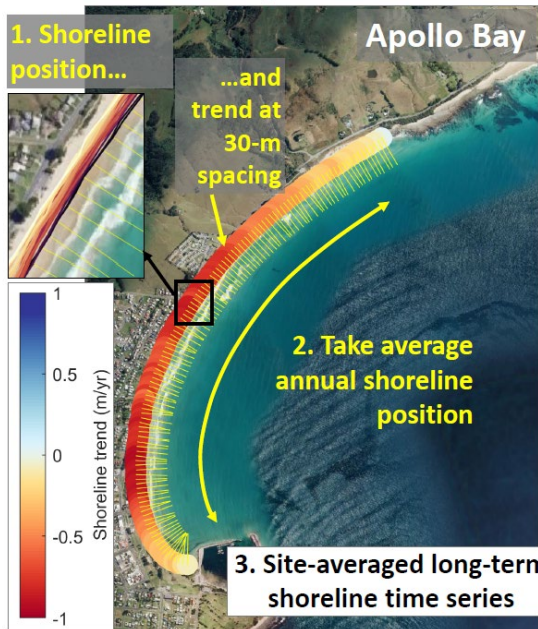 1. Shoreline
position...
Apollo Bay
...and
trend at
30-m
spacing
1
0.5
0
-0.5
-1
Shoreline trend (m/yr)
2. Take average
annual shoreline
position
3. Site-averaged long-term
shoreline time series